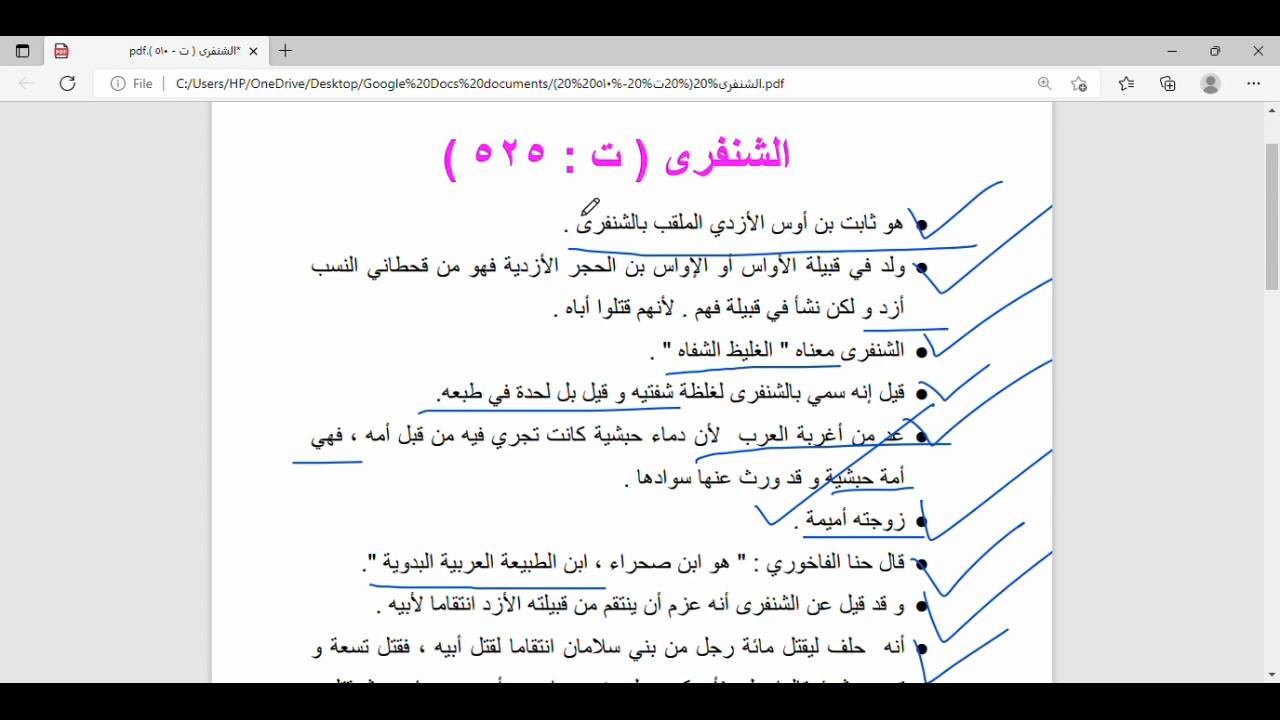 *الشنفرى ( ت - ٥١٠ ).pdf
File
C:/Users/HP/OneDrive/Desktop/Google%20Docs%20documents/(20%20٥١٠%-20%ت20%)20%الشنفرى.pdf
الشنفرى ( ت : ٥٢٥ )
هو ثابت بن أوس الأزدي الملقب بالشنفرى .
ولد في قبيلة الأواس أو الإواس بن الحجر الأزدية فهو من قحطاني النسب
أزد و لكن نشأ في قبيلة فهم . لأنهم قتلوا أباه .
الشنفرى معناه " الغليظ الشفاه " .
قيل إنه سمي بالشنفرى لغلظة شفتيه و قيل بل لحدة في طبعه.
عد من أغربة العرب لأن دماء حبشية كانت تجري فيه من قبل أمه ، فهي
أمة حبشية و قد ورث عنها سوادها .
زوجته أميمة .
قال حنا الفاخوري : " هو ابن صحراء ، ابن الطبيعة العربية البدوية ".
و قد قيل عن الشنفرى أنه عزم أن ينتقم من قبيلته الأزد انتقاما لأبيه .
أنه حلف ليقتل مائة رجل من بني سلامان انتقاما لقتل أبيه ، فقتل تسعة و